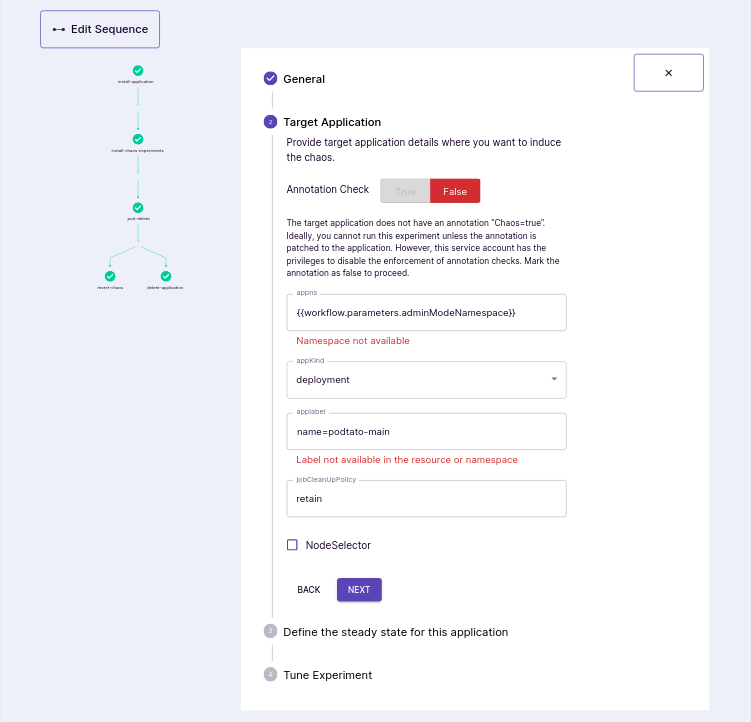 Edit Sequence
install-application
install-chaos-experiments
pod-delete
revert-chaos
delete-application
×
General
2
Target Application
Provide target application details where you want to induce
the chaos.
Annotation Check
True
False
The target application does not have an annotation “Chaos=true”.
Ideally, you cannot run this experiment unless the annotation is
patched to the application. However, this service account has the
privileges to disable the enforcement of annotation checks. Mark the
annotation as false to proceed.
appns
{{workflow.parameters.adminModeNamespace}}
Namespace not available
appKind
deployment
applabel
name=podtato-main
Label not available in the resource or namespace
jobCleanUpPolicy
retain
NodeSelector
BACK
NEXT
3
Define the steady state for this application
4
Tune Experiment